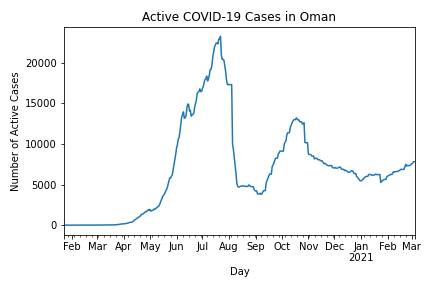 Active COVID-19 Cases in Oman
Number of Active Cases
20000
15000
10000
5000
0
Feb Mar Apr May Jun Jul Aug Sep Oct Nov Dec Jan Feb Mar
2021
Day